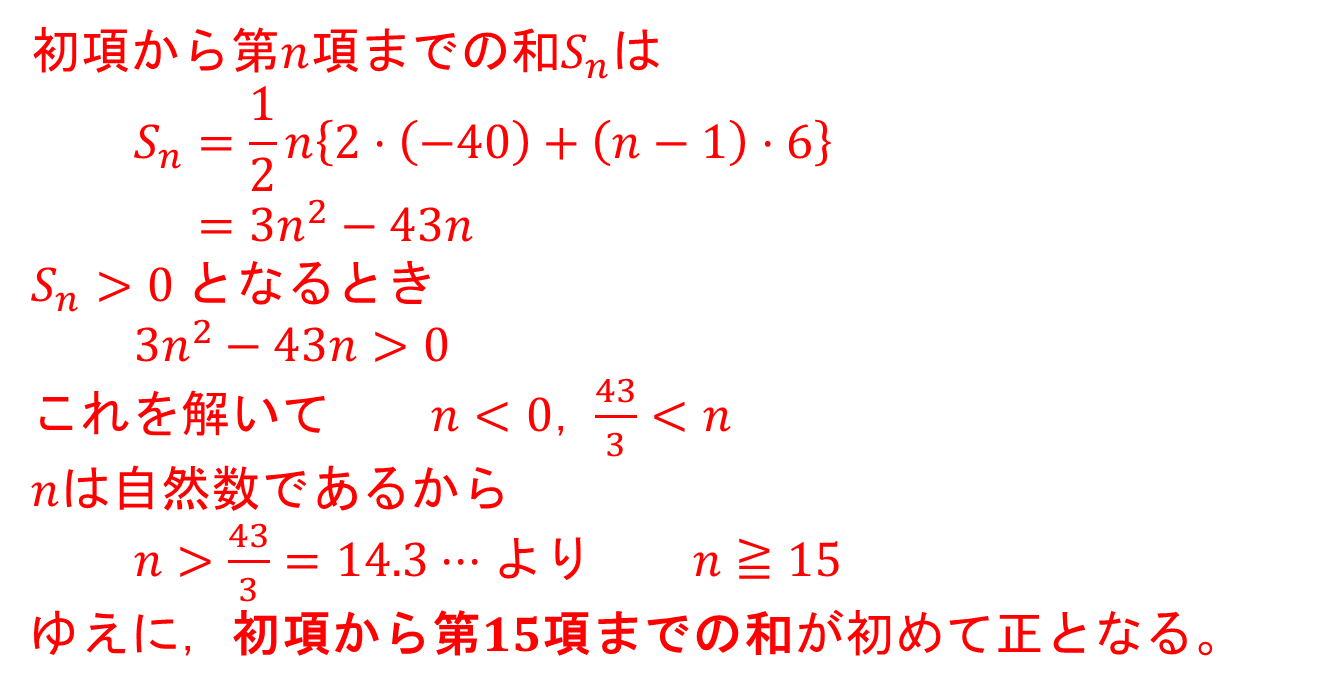 初項から第n項までの和Sₙは
Sₙ = 1/2 n{2・(−40) + (n − 1)・6}
= 3n² − 43n
Sₙ > 0 となるとき
3n² − 43n > 0
これを解いて　n < 0, 43/3 < n
nは自然数であるから
n > 43/3 = 14.3 ⋯ より　n ≧ 15
ゆえに，初項から第15項までの和が初めて正となる。